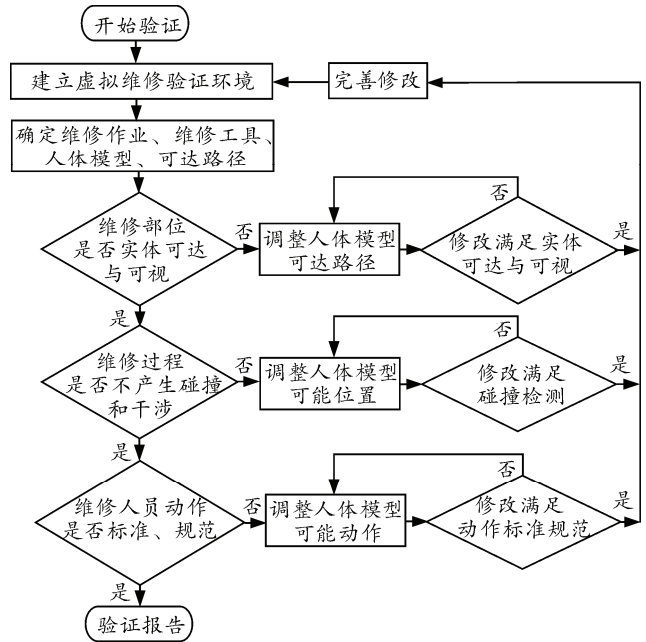 开始验证
建立虚拟维修验证环境
完善修改
确定维修作业、维修工具、
人体模型、可达路径
维修部位
是否实体可达
与可视
否
调整人体模型
可达路径
否
修改满足实体
可达与可视
是
是
维修过程
是否不产生碰撞
和干涉
否
调整人体模型
可能位置
否
修改满足
碰撞检测
是
是
维修人员动作
是否标准、规范
否
调整人体模型
可能动作
否
修改满足
动作标准规范
是
是
验证报告